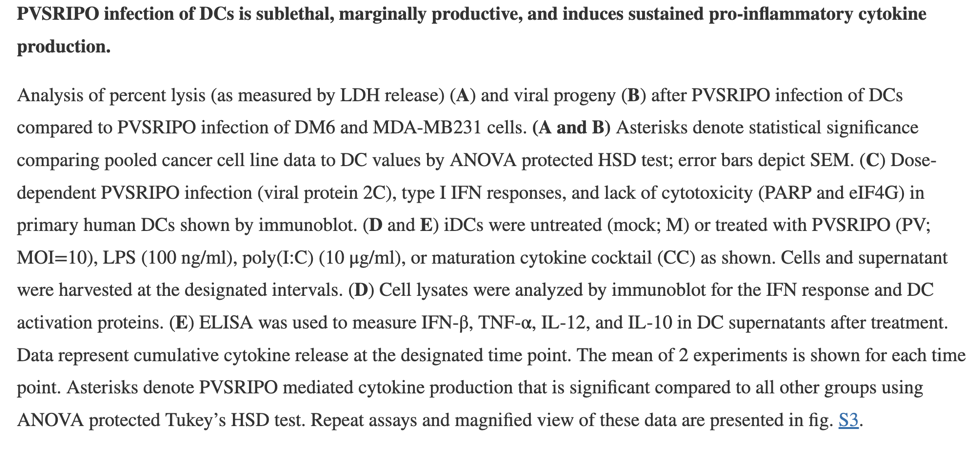 PVSRIPO infection of DCs is sublethal, marginally productive, and induces sustained pro-inflammatory cytokine
production.
Analysis of percent lysis (as measured by LDH release) (A) and viral progeny (B) after PVSRIPO infection of DCs
compared to PVSRIPO infection of DM6 and MDA-MB231 cells. (A and B) Asterisks denote statistical significance
comparing pooled cancer cell line data to DC values by ANOVA protected HSD test; error bars depict SEM. (C) Dose-
dependent PVSRIPO infection (viral protein 2C), type I IFN responses, and lack of cytotoxicity (PARP and eIF4G) in
primary human DCs shown by immunoblot. (D and E) iDCs were untreated (mock; M) or treated with PVSRIPO (PV;
MOI=10), LPS (100 ng/ml), poly(I:C) (10 μg/ml), or maturation cytokine cocktail (CC) as shown. Cells and supernatant
were harvested at the designated intervals. (D) Cell lysates were analyzed by immunoblot for the IFN response and DC
activation proteins. (E) ELISA was used to measure IFN-β, TNF-α, IL-12, and IL-10 in DC supernatants after treatment.
Data represent cumulative cytokine release at the designated time point. The mean of 2 experiments is shown for each time
point. Asterisks denote PVSRIPO mediated cytokine production that is significant compared to all other groups using
ANOVA protected Tukey's HSD test. Repeat assays and magnified view of these data are presented in fig. S3.